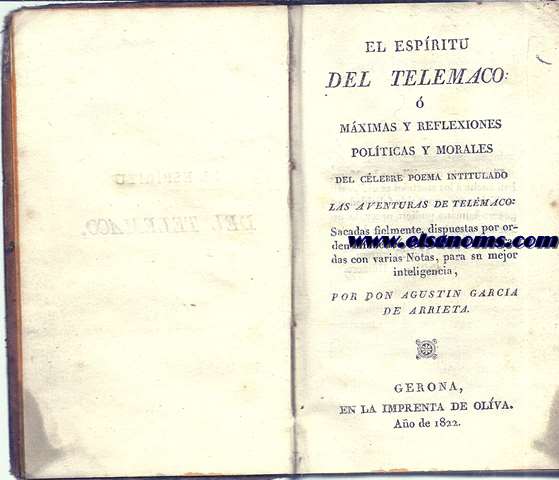 EL ESPÍRITU
DEL TELEMACO:
Ó
MÁXIMAS Y REFLEXIONES
POLÍTICAS Y MORALES
DEL CÉLEBRE POEMA INTITULADO
LAS AVENTURAS DE TELÉMACO:
Sacadas fielmente, dispuestas por or-
www.elsanoms.com
das con varias Notas, para su mejor
inteligencia,
POR DON AGUSTIN GARCIA
DE ARRIETA.
GERONA,
EN LA IMPRENTA DE OLÍVA.
Año de 1822.